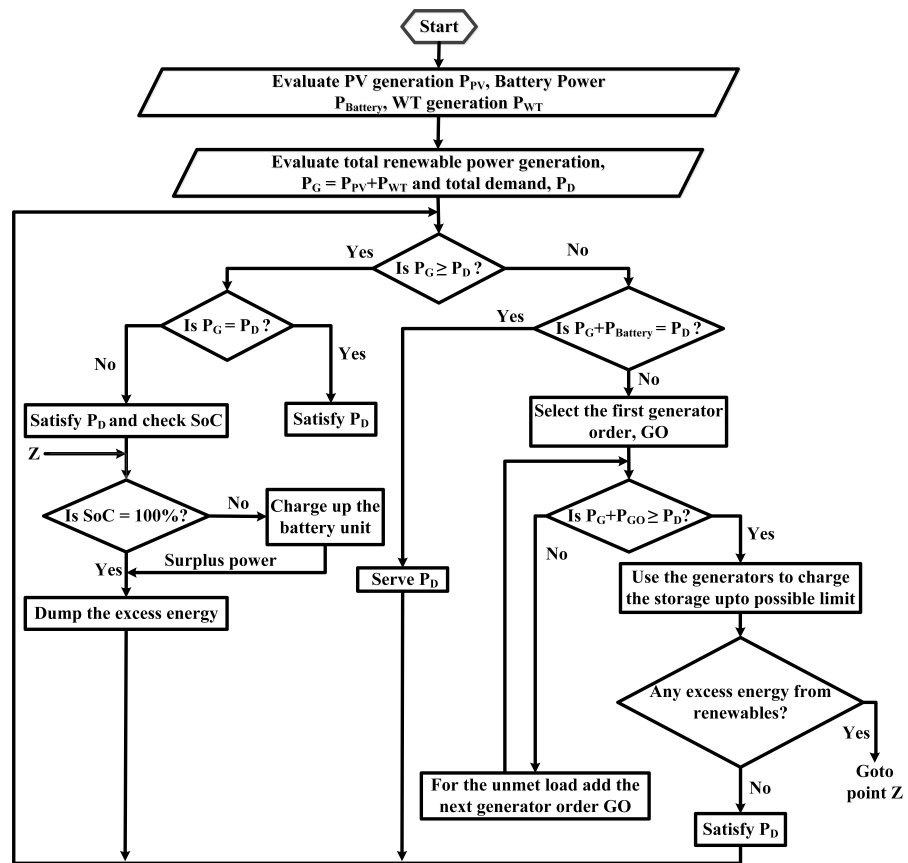 Start
Evaluate PV generation P_PV, Battery Power
P_Battery, WT generation P_WT
Evaluate total renewable power generation,
P_G = P_PV+P_WT and total demand, P_D
Yes
No
Is P_G ≥ P_D ?
Is P_G = P_D ?
Yes
Is P_G+P_Battery = P_D ?
No
Yes
No
Satisfy P_D and check SoC
Satisfy P_D
Select the first generator
order, GO
Z
Is SoC = 100%?
No
Charge up the
battery unit
Is P_G+P_GO ≥ P_D?
Yes
No
Yes
Surplus power
Serve P_D
Use the generators to charge
the storage upto possible limit
Dump the excess energy
Any excess energy from
renewables?
Yes
Goto
point Z
No
For the unmet load add the
next generator order GO
Satisfy P_D